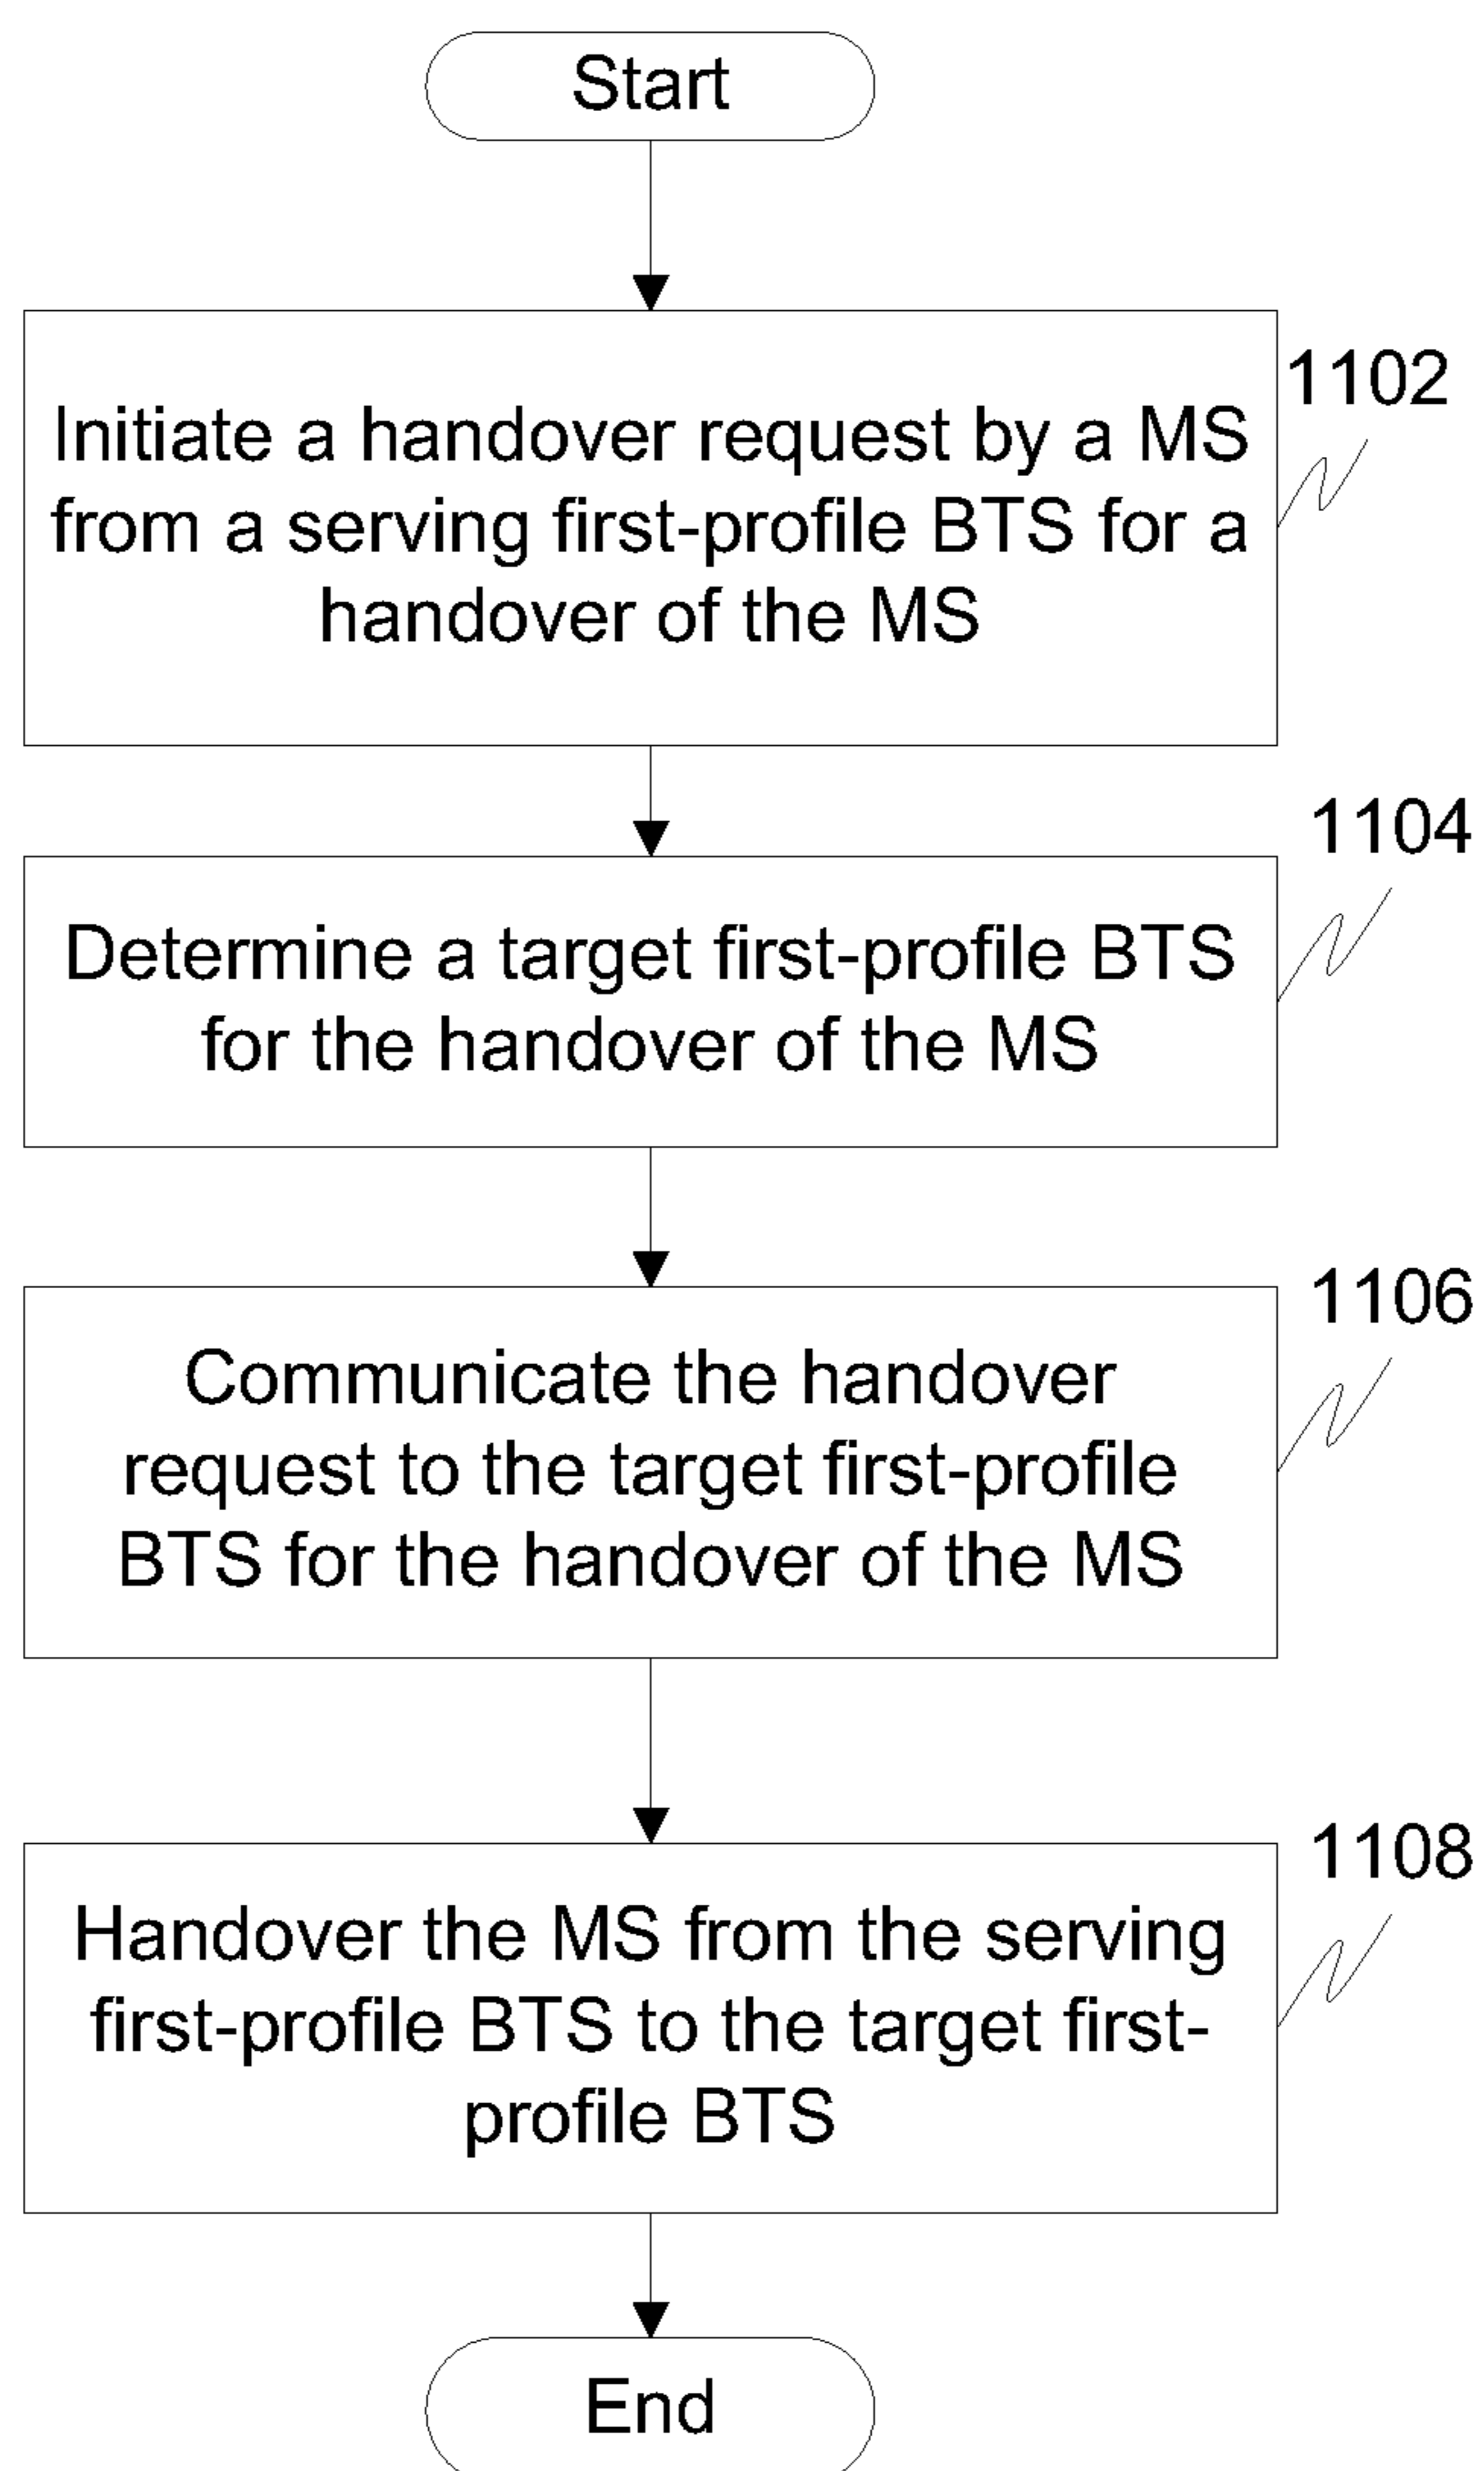 Start
1102
Initiate a handover request by a MS
from a serving first-profile BTS for a
handover of the MS
1104
Determine a target first-profile BTS
for the handover of the MS
1106
Communicate the handover
request to the target first-profile
BTS for the handover of the MS
1108
Handover the MS from the serving
first-profile BTS to the target first-
profile BTS
End